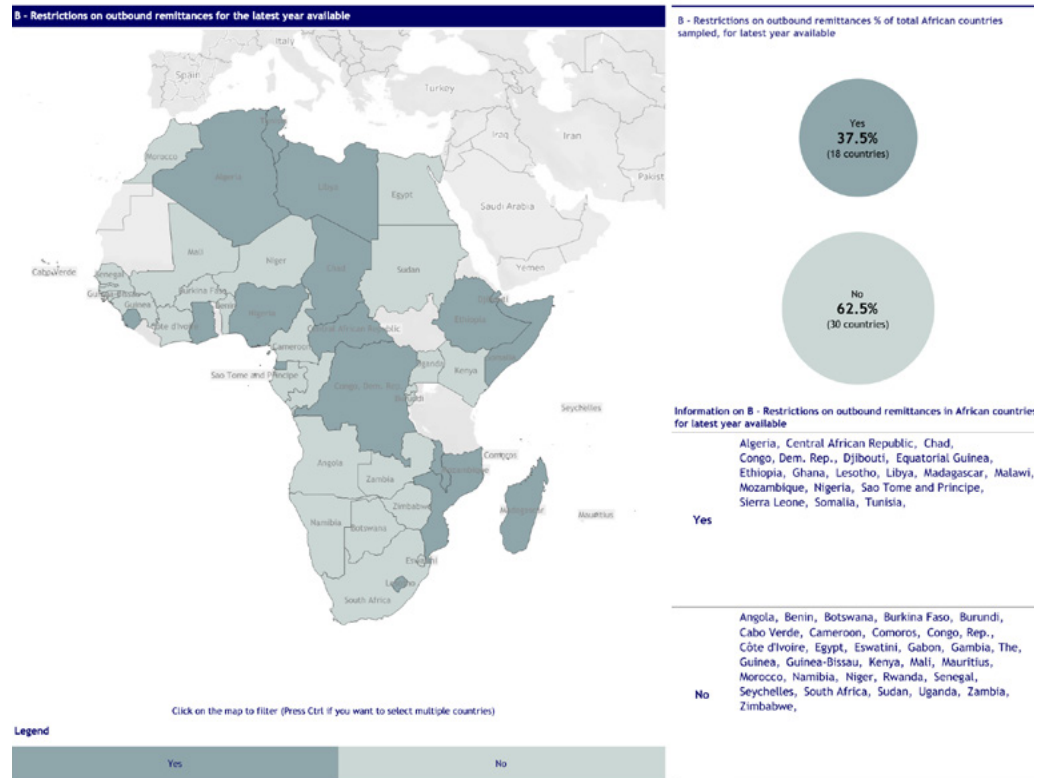 B - Restrictions on outbound remittances for the latest year available
Italy
Spain
Turkey
Iraq
Iran
Pakist
Morocco
Algeria
Libya
Egypt
Saudi Arabia
Mali
Niger
Chad
Sudan
Yemen
Cabo Verde
Senegal
Guinea-Bissau
Guinea
Burkina Faso
Benin
Nigeria
Côte d'Ivoire
Djibouti
Ethiopia
Central African Republic
Cameroon
Sao Tome and Principe
Uganda
Kenya
Somalia
Congo, Dem. Rep.
Burundi
Seychelles
Comoros
Angola
Zambia
Mozambique
Zimbabwe
Madagascar
Mauritius
Namibia
Botswana
Eswatini
Lesotho
South Africa
Click on the map to filter (Press Ctrl if you want to select multiple countries)
Legend
Yes
No
B - Restrictions on outbound remittances % of total African countries
sampled, for latest year available
Yes
37.5%
(18 countries)
No
62.5%
(30 countries)
Information on B - Restrictions on outbound remittances in African countries
for latest year available
Yes
Algeria, Central African Republic, Chad,
Congo, Dem. Rep., Djibouti, Equatorial Guinea,
Ethiopia, Ghana, Lesotho, Libya, Madagascar, Malawi,
Mozambique, Nigeria, Sao Tome and Principe,
Sierra Leone, Somalia, Tunisia,
No
Angola, Benin, Botswana, Burkina Faso, Burundi,
Cabo Verde, Cameroon, Comoros, Congo, Rep.,
Côte d'Ivoire, Egypt, Eswatini, Gabon, Gambia, The,
Guinea, Guinea-Bissau, Kenya, Mali, Mauritius,
Morocco, Namibia, Niger, Rwanda, Senegal,
Seychelles, South Africa, Sudan, Uganda, Zambia,
Zimbabwe,